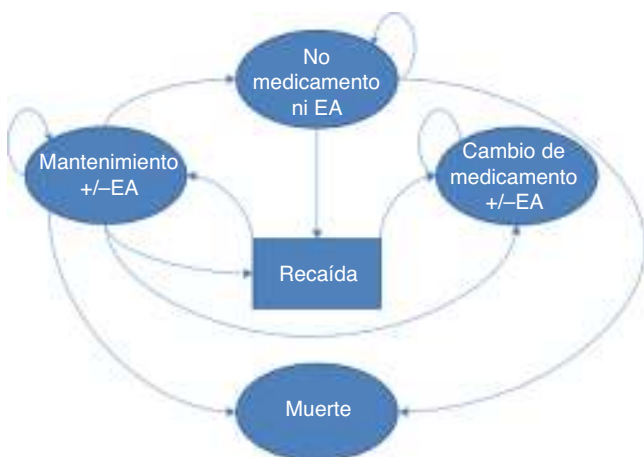 No
medicamento
ni EA
Mantenimiento
+/–EA
Cambio de
medicamento
+/–EA
Recaída
Muerte